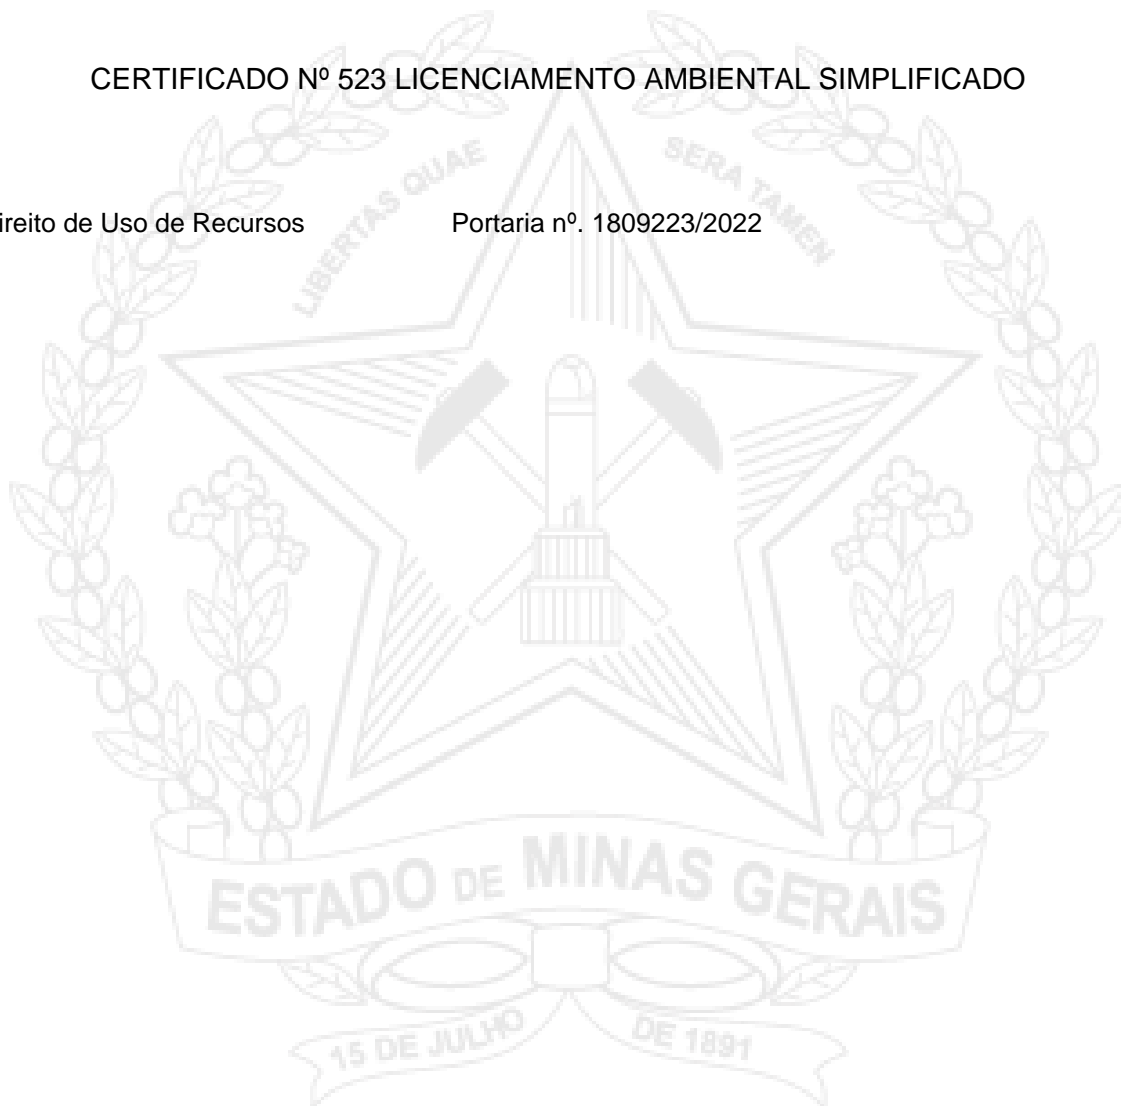 CERTIFICADO Nº 523 LICENCIAMENTO AMBIENTAL SIMPLIFICADO
LIBERTAS QUAE SERA TAMEN
ireito de Uso de Recursos Portaria nº. 1809223/2022
ESTADO DE MINAS GERAIS
15 DE JULHO DE 1891